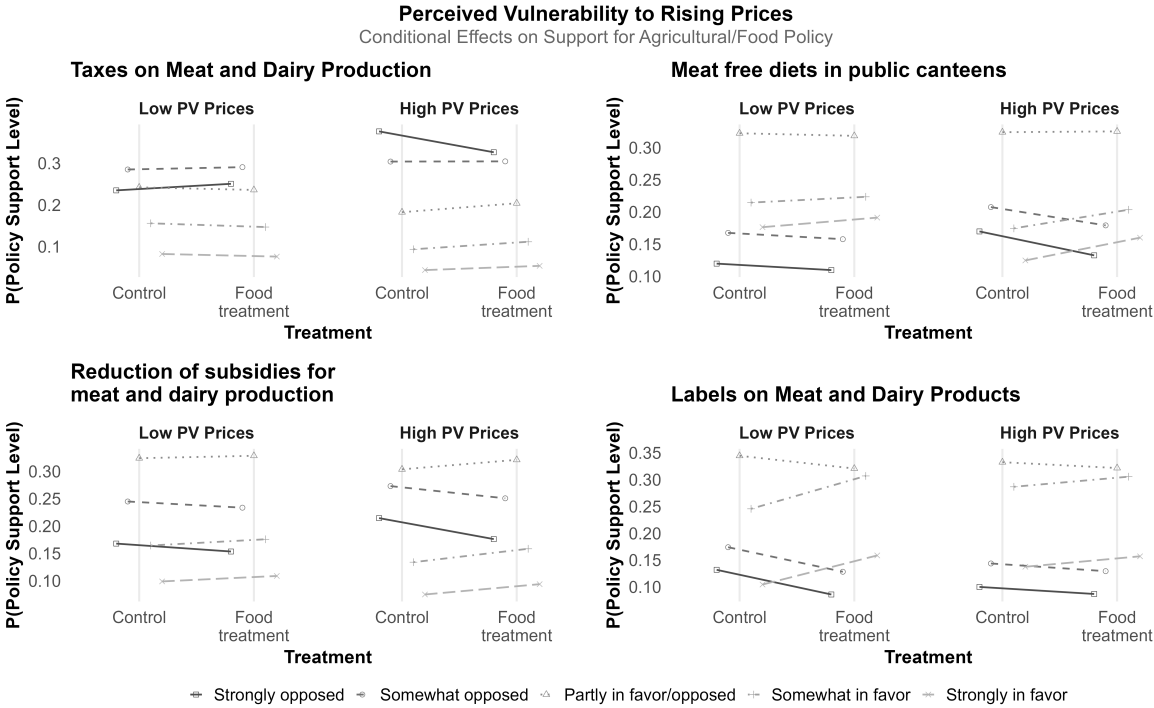 Perceived Vulnerability to Rising Prices
Conditional Effects on Support for Agricultural/Food Policy
Taxes on Meat and Dairy Production
P(Policy Support Level)
Low PV Prices
High PV Prices
0.3
0.2
0.1
Control
Food
treatment
Control
Food
treatment
Treatment
Meat free diets in public canteens
P(Policy Support Level)
Low PV Prices
High PV Prices
0.30
0.25
0.20
0.15
0.10
Control
Food
treatment
Control
Food
treatment
Treatment
Reduction of subsidies for
meat and dairy production
P(Policy Support Level)
Low PV Prices
High PV Prices
0.30
0.25
0.20
0.15
0.10
Control
Food
treatment
Control
Food
treatment
Treatment
Labels on Meat and Dairy Products
P(Policy Support Level)
Low PV Prices
High PV Prices
0.35
0.30
0.25
0.20
0.15
0.10
Control
Food
treatment
Control
Food
treatment
Treatment
Strongly opposed
Somewhat opposed
Partly in favor/opposed
Somewhat in favor
Strongly in favor